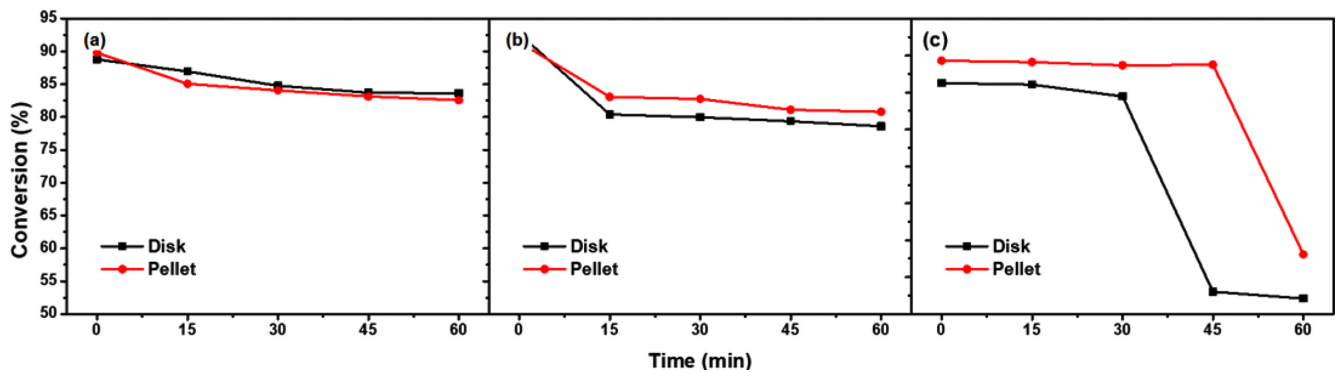 Conversion (%)
95
90
85
80
75
70
65
60
55
50
(a)
Disk
Pellet
0 15 30 45 60
(b)
Disk
Pellet
0 15 30 45 60
(c)
Disk
Pellet
0 15 30 45 60
Time (min)